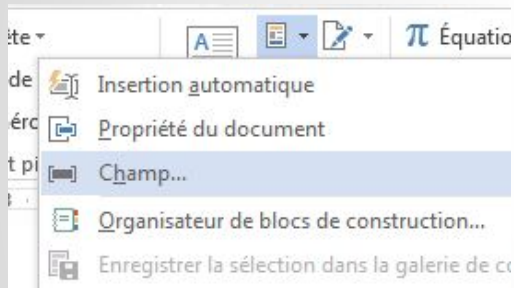 Équatio
Insertion automatique
Propriété du document
Champ...
Organisateur de blocs de construction...
Enregistrer la sélection dans la galerie de